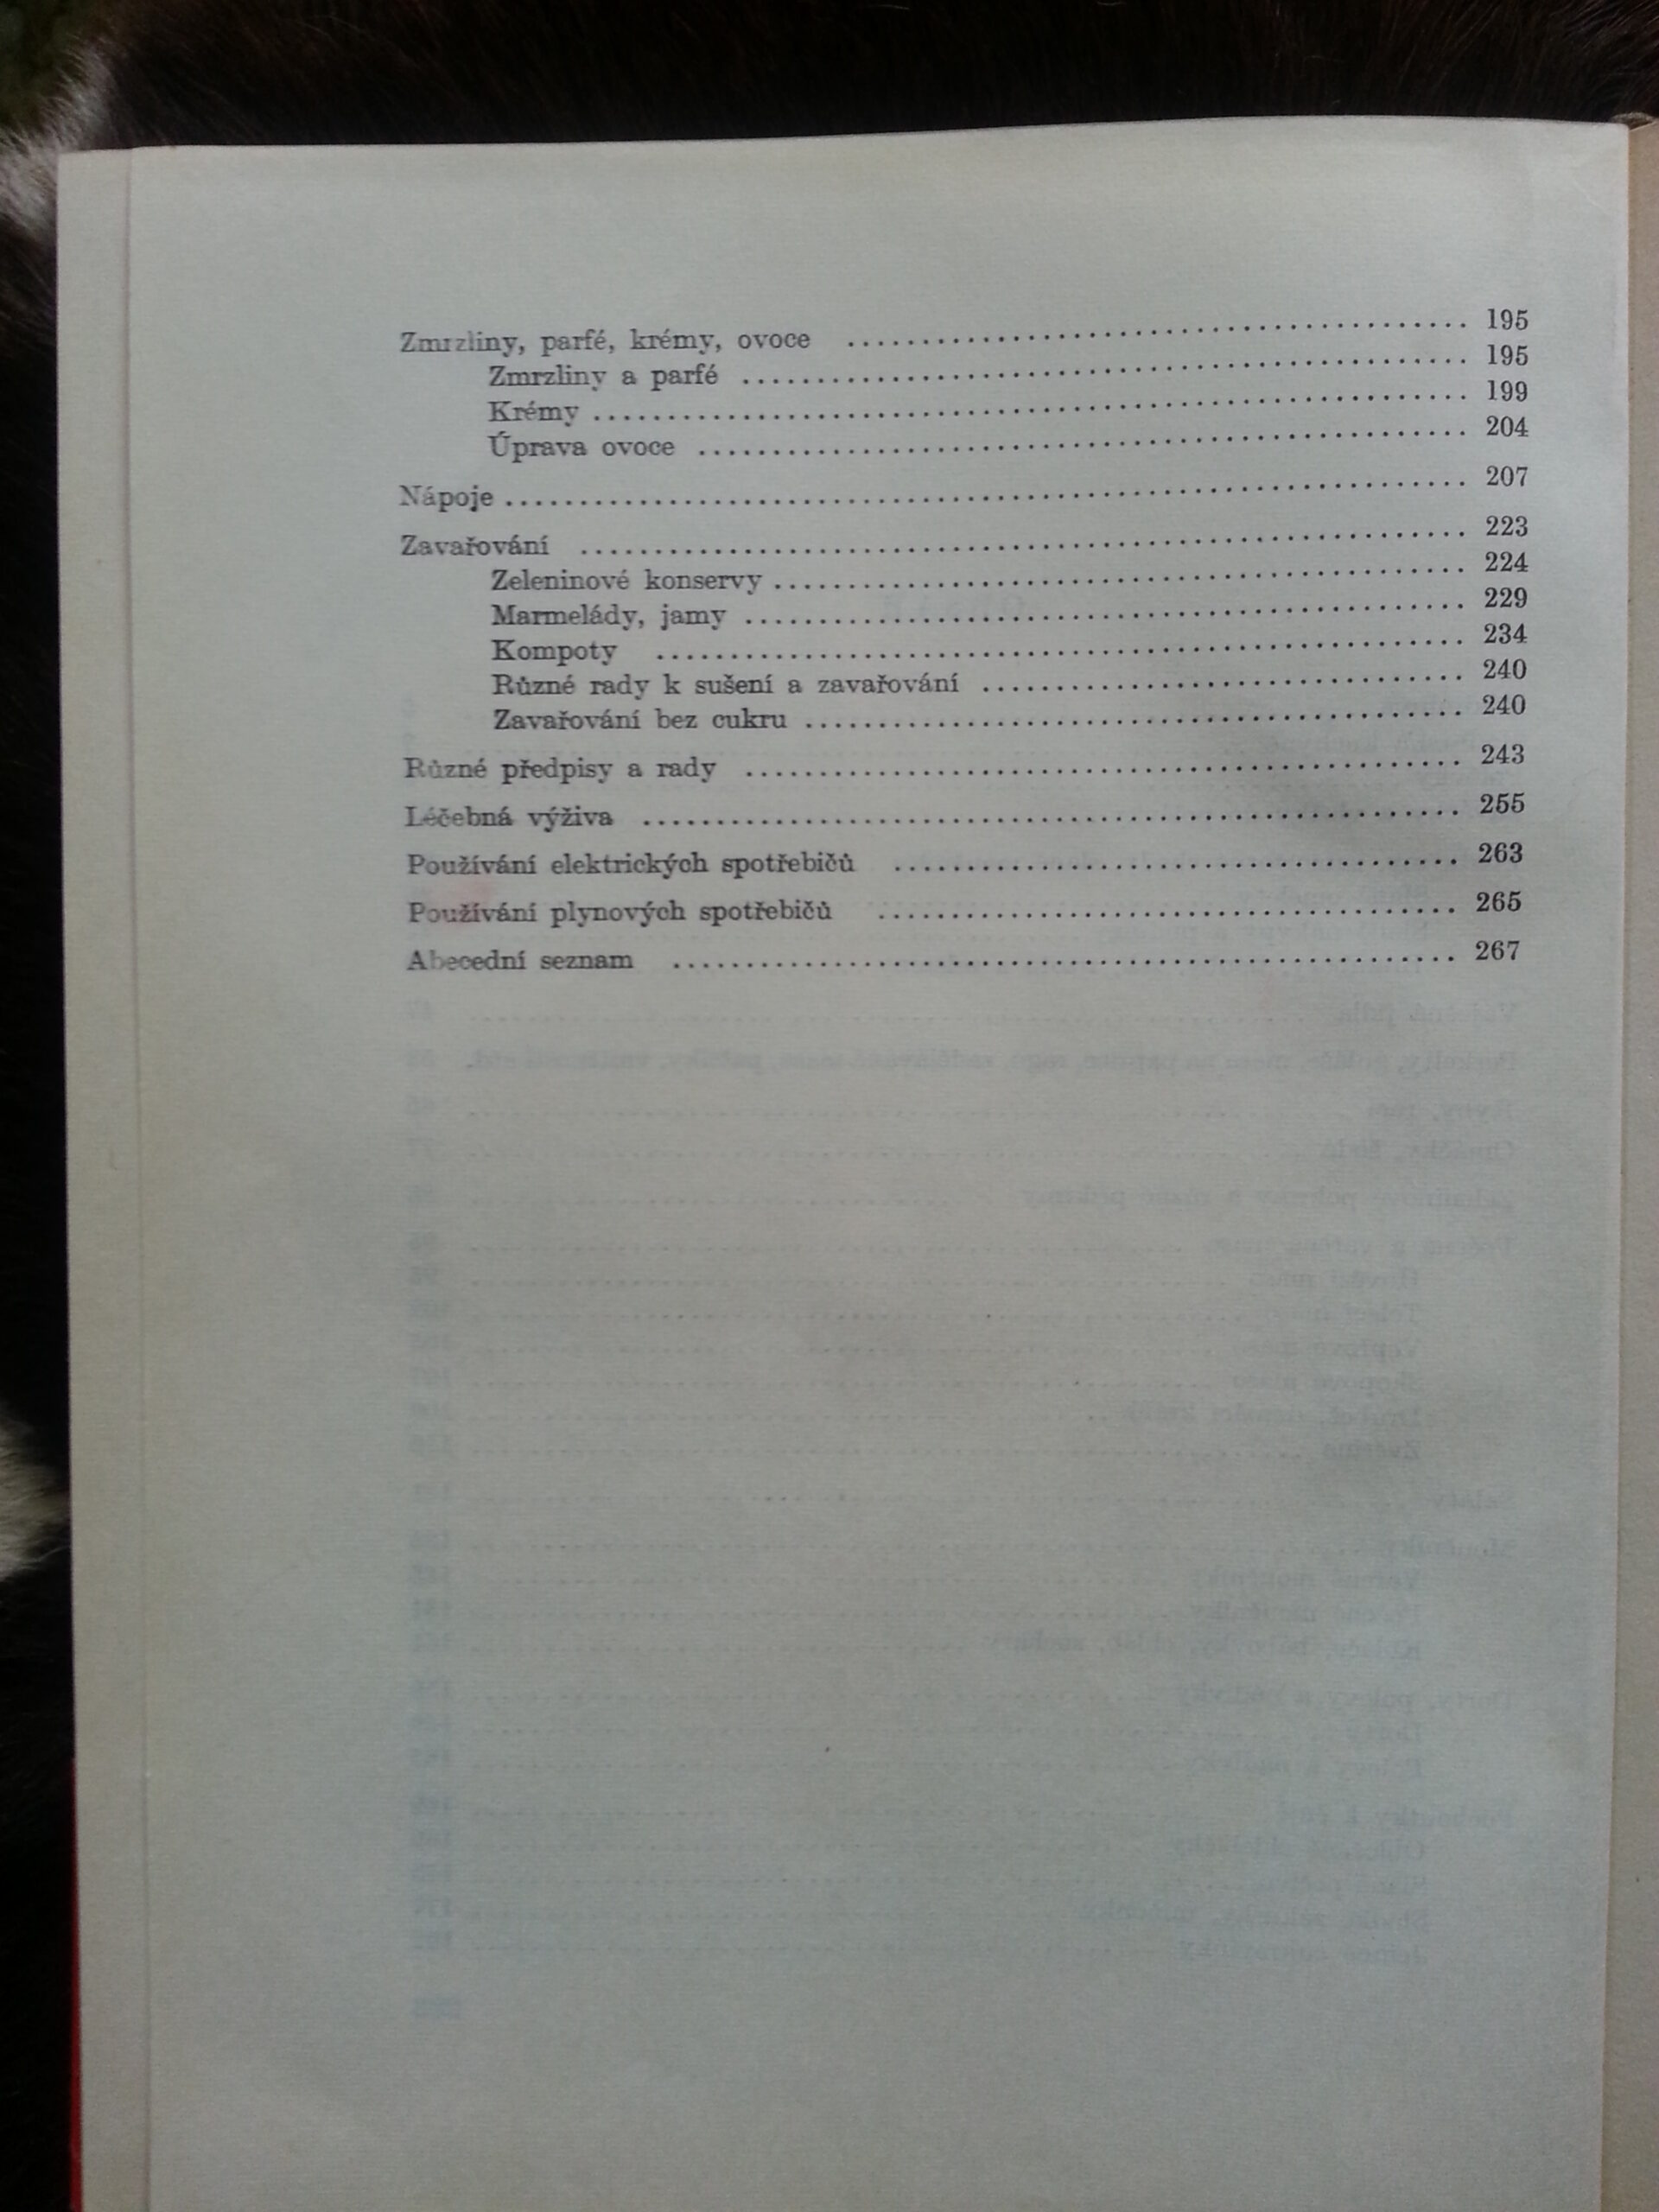 Zmrzliny, parfé, krémy, ovoce ........................................ 195
Zmrzliny a parfé ........................................ 195
Krémy ........................................ 199
Úprava ovoce ........................................ 204
Nápoje ........................................ 207
Zavařování ........................................ 223
Zeleninové konservy ........................................ 224
Marmelády, jamy ........................................ 229
Kompoty ........................................ 234
Různé rady k sušení a zavařování ........................................ 240
Zavařování bez cukru ........................................ 240
Různé předpisy a rady ........................................ 243
Léčebná výživa ........................................ 255
Používání elektrických spotřebičů ........................................ 263
Používání plynových spotřebičů ........................................ 265
Abecední seznam ........................................ 267